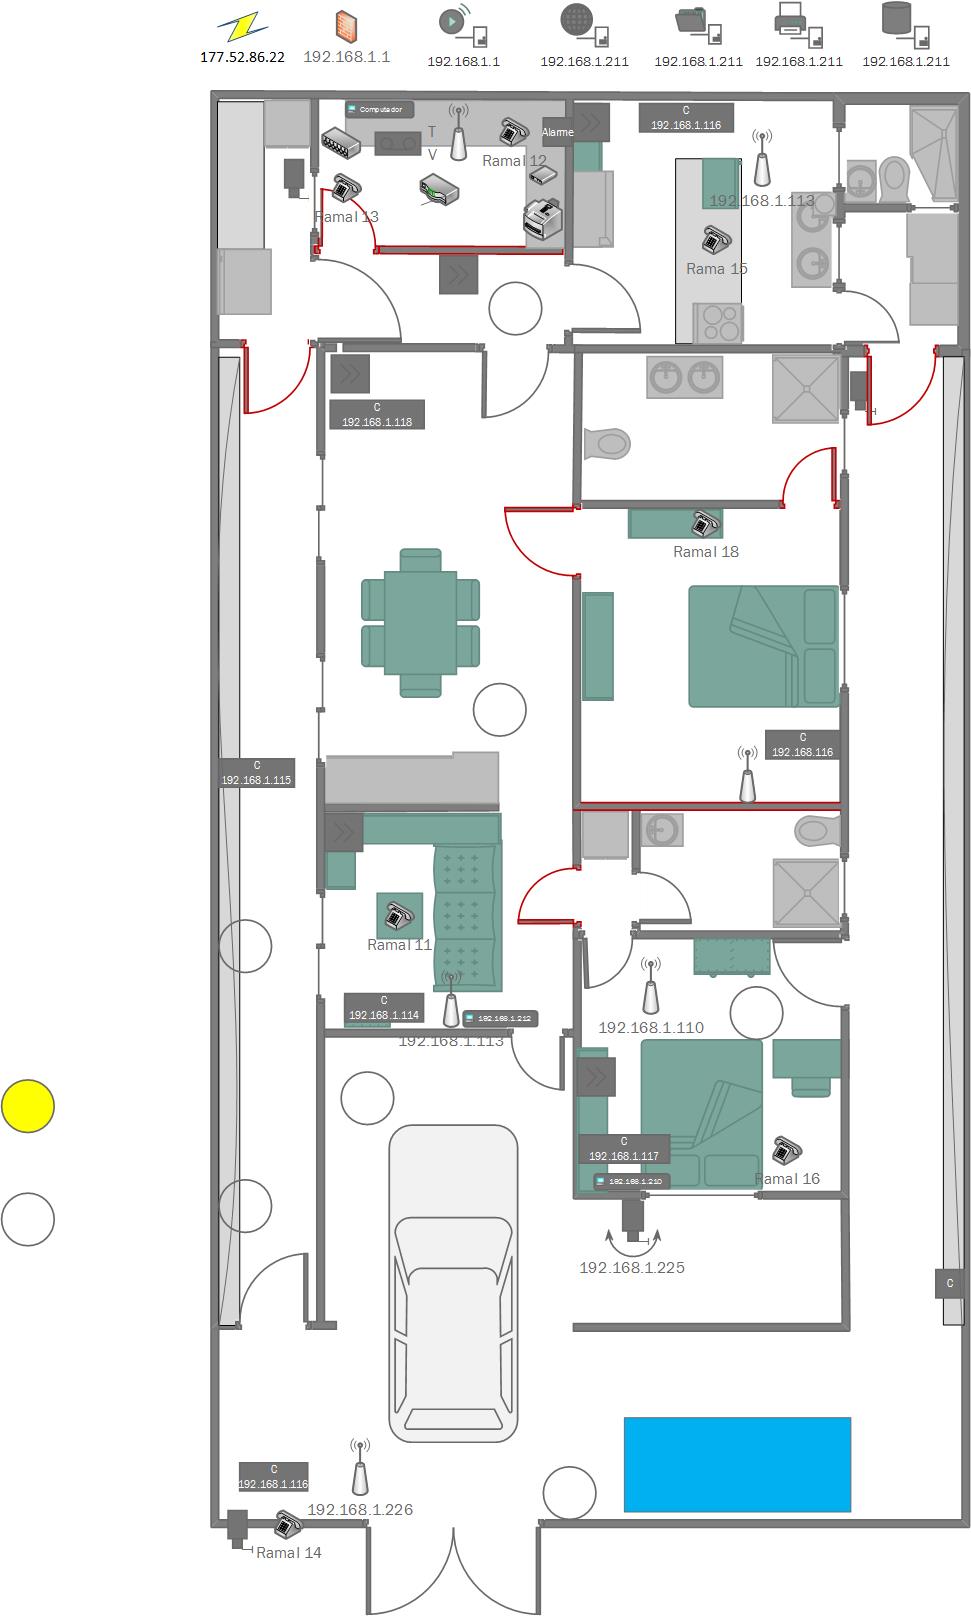 177.52.86.22
192.168.1.1
192.168.1.1
192.168.1.211
192.168.1.211
192.168.1.211
192.168.1.211
Computador
T
V
Ramal 12
Alarme
C
192.168.1.116
192.168.1.113
Ramal 13
Rama 15
C
192.168.1.118
Ramal 18
C
192.168.116
C
192.168.1.115
Ramal 11
C
192.168.1.114
192.168.1.212
192.168.1.113
192.168.1.110
C
192.168.1.117
192.168.1.210
Ramal 16
192.168.1.225
C
C
192.168.1.116
192.168.1.226
Ramal 14